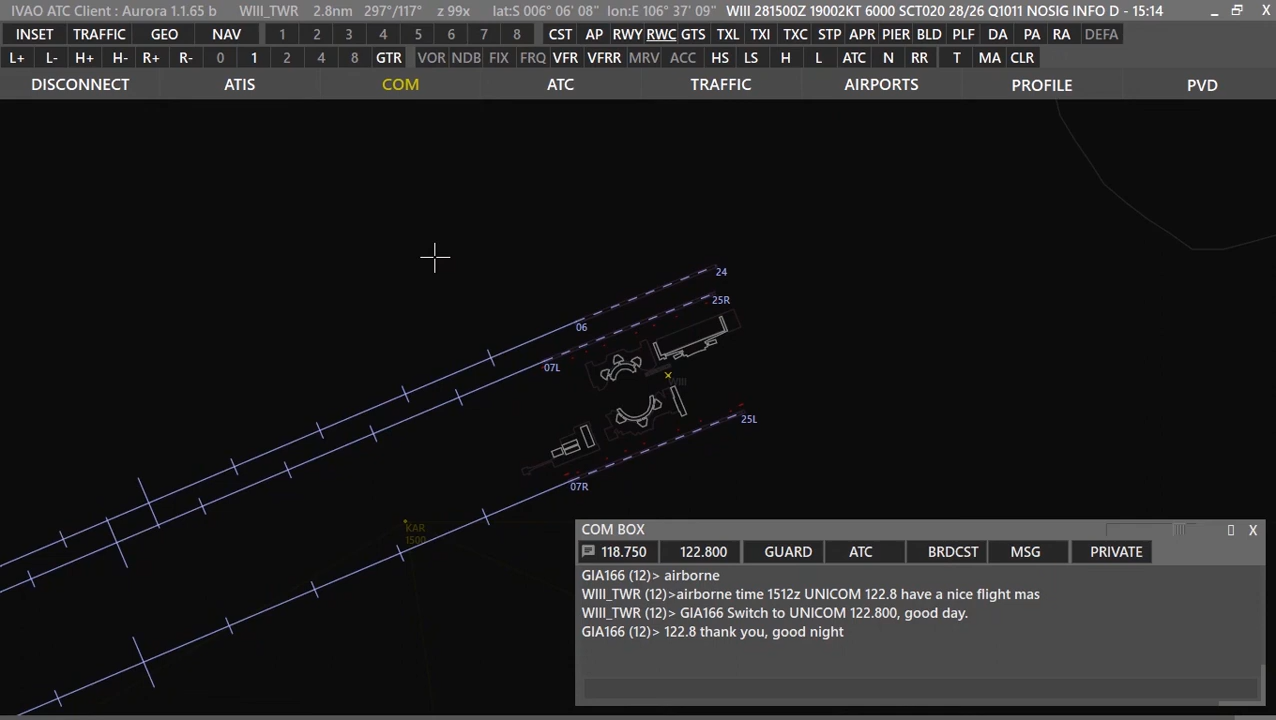 IVAO ATC Client : Aurora 1.1.65 b WIII_TWR 2.8nm 297°/117° z 99x lat:S 006° 06' 08" lon:E 106° 37' 09" WIII 281500Z 19002KT 6000 SCT020 28/26 Q1011 NOSIG INFO D - 15:14
INSET TRAFFIC GEO NAV 1 2 3 4 5 6 7 8 CST AP RWY RWC GTS TXL TXI TXC STP APR PIER BLD PLF DA PA RA DEFA
L+ L- H+ H- R+ R- 0 1 2 4 8 GTR VOR NDB FIX FRQ VFR VFRR MRV ACC HS LS H L ATC N RR T MA CLR
DISCONNECT ATIS COM ATC TRAFFIC AIRPORTS PROFILE PVD
24
25R
06
07L
WIII
25L
07R
KAR
1500
COM BOX
118.750 122.800 GUARD ATC BRDCST MSG PRIVATE
GIA166 (12)> airborne
WIII_TWR (12)>airborne time 1512z UNICOM 122.8 have a nice flight mas
WIII_TWR (12)> GIA166 Switch to UNICOM 122.800, good day.
GIA166 (12)> 122.8 thank you, good night